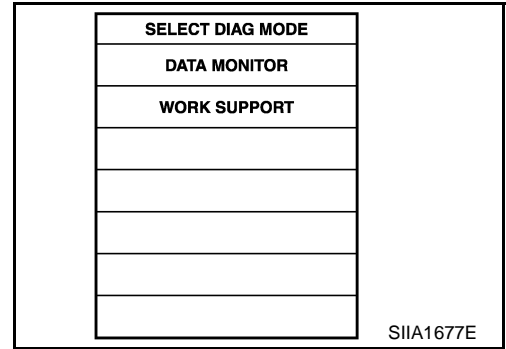 SELECT DIAG MODE
DATA MONITOR
WORK SUPPORT
SIIA1677E